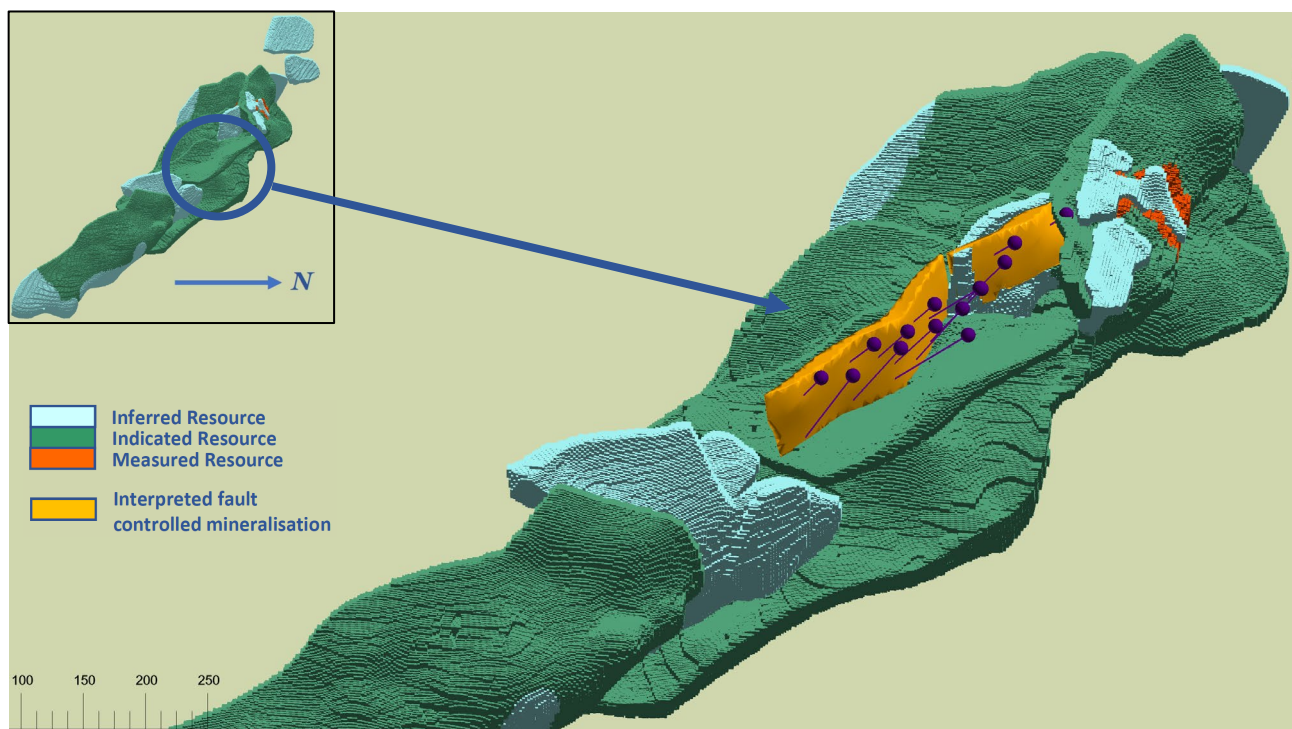 N
Inferred Resource
Indicated Resource
Measured Resource
Interpreted fault
controlled mineralisation
100 150 200 250